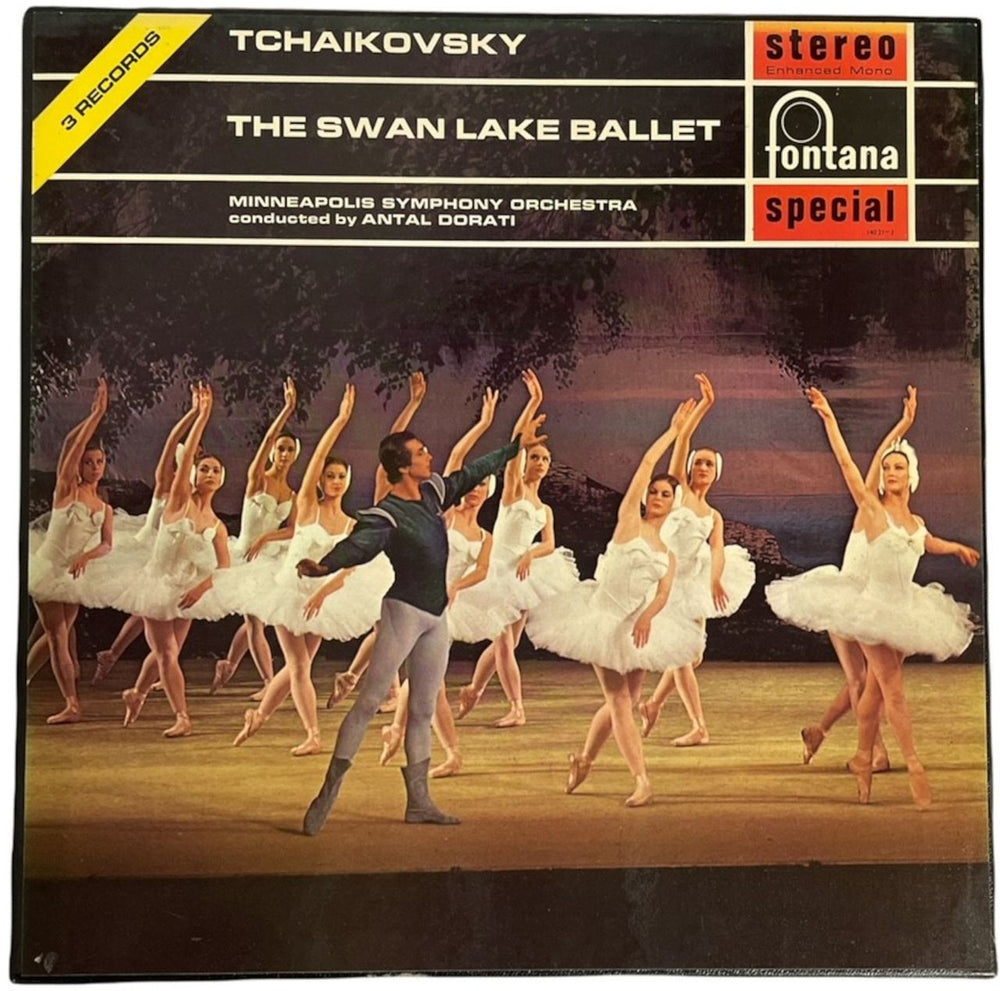 3 RECORDS
TCHAIKOVSKY
THE SWAN LAKE BALLET
MINNEAPOLIS SYMPHONY ORCHESTRA
conducted by ANTAL DORATI
stereo
Enhanced Mono
fontana
special